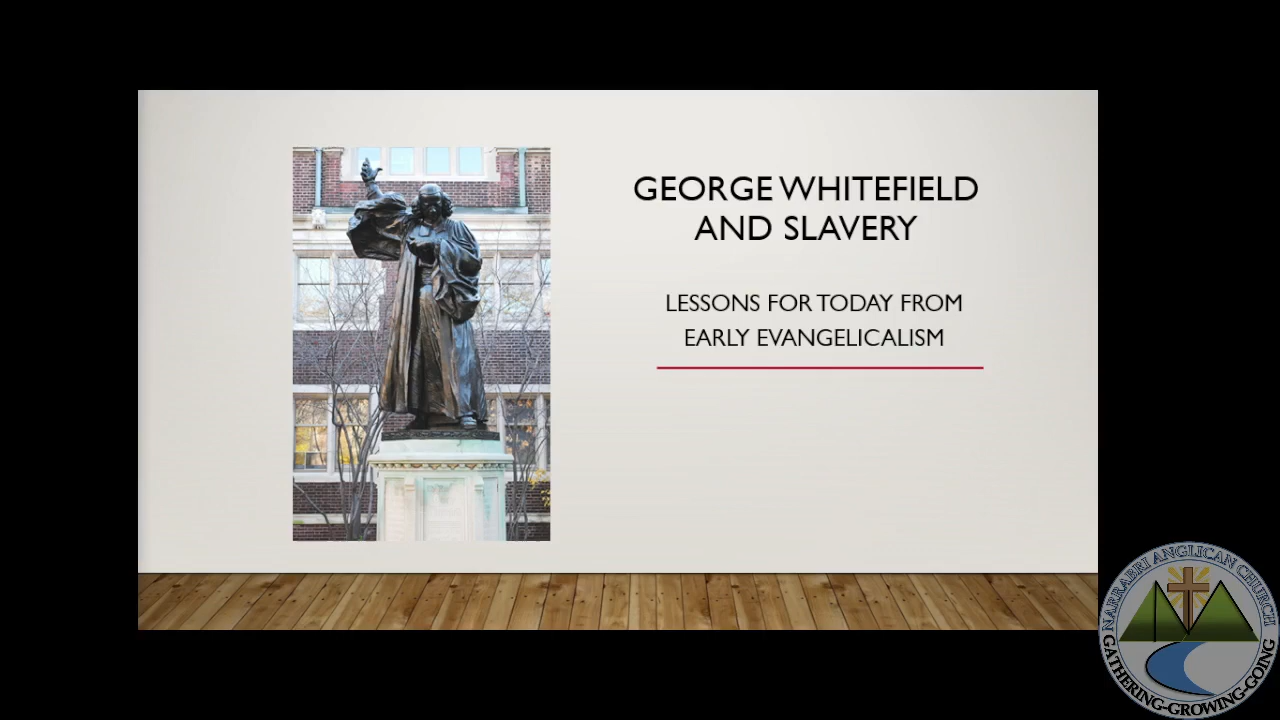 GEORGE WHITEFIELD
AND SLAVERY
LESSONS FOR TODAY FROM
EARLY EVANGELICALISM
NARRABRI ANGLICAN CHURCH
GATHERING-GROWING-GOING